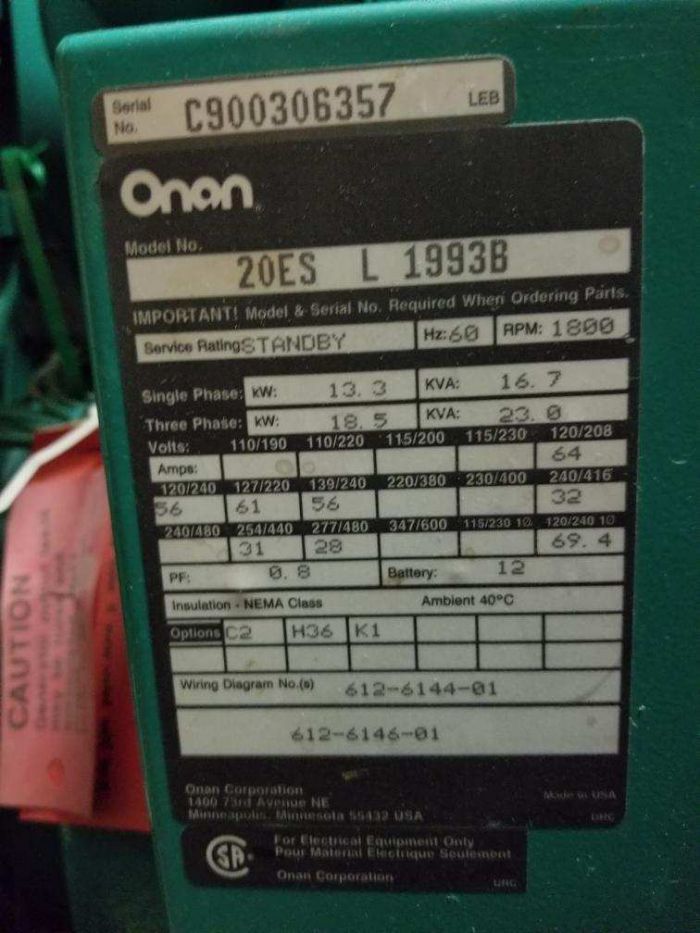 Serial No. C900306357 LEB
Onan
Model No.
20ES L 1993B
IMPORTANT! Model & Serial No. Required When Ordering Parts.
Service Rating STANDBY Hz: 60 RPM: 1800
Single Phase: kW: 13.3 KVA: 16.7
Three Phase: kW: 18.5 KVA: 23.0
Volts: 110/190 110/220 115/200 115/230 120/208
Amps: 64
120/240 127/220 139/240 220/380 230/400 240/416
56 61 56 32
240/480 254/440 277/480 347/600 115/230 1Ø 120/240 1Ø
31 28 69.4
PF: 0.8 Battery: 12
Insulation - NEMA Class Ambient 40°C
Options C2 H36 K1
Wiring Diagram No.(s) 612-6144-01
612-6146-01
Onan Corporation
1400 73rd Avenue NE
Minneapolis, Minnesota 55432 USA
Made in USA
SA
For Electrical Equipment Only
Pour Material Electrique Seulement
Onan Corporation
CAUTION